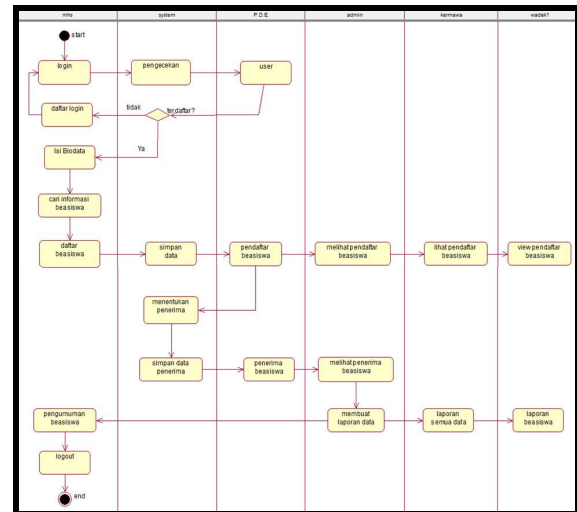 mhs
system
P.D.E
admin
kermawa
wadek1
start
login
pengecekan
user
daftar login
tidak
terdaftar?
Ya
Isi Biodata
cari informasi
beasiswa
daftar
beasiswa
simpan
data
pendaftar
beasiswa
melihat pendaftar
beasiswa
lihat pendaftar
beasiswa
view pendaftar
beasiswa
menentukan
penerima
simpan data
penerima
penerima
beasiswa
melihat penerima
beasiswa
pengumuman
beasiswa
membuat
laporan data
laporan
semua data
laporan
beasiswa
logout
end